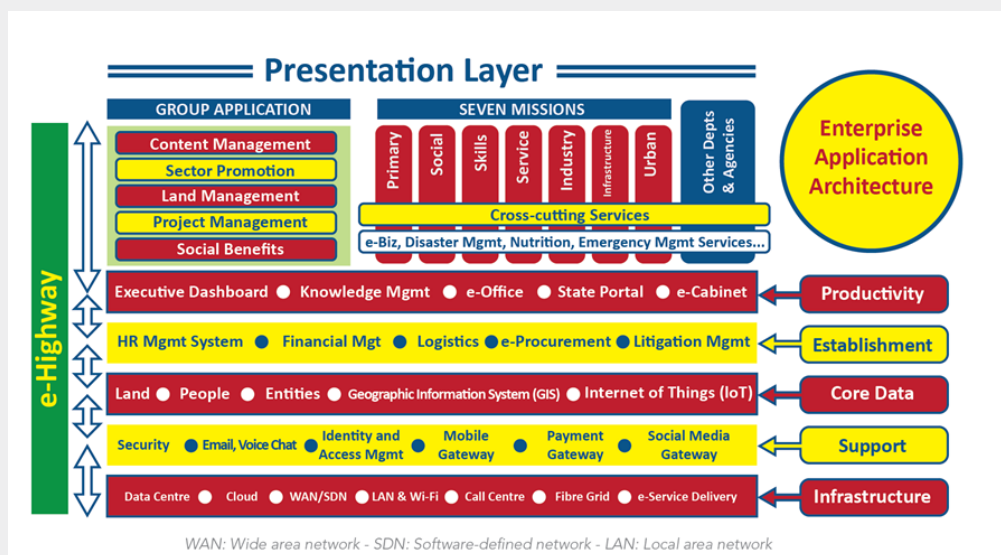 Presentation Layer
GROUP APPLICATION
Content Management
Sector Promotion
Land Management
Project Management
Social Benefits
SEVEN MISSIONS
Primary
Social
Skills
Service
Industry
Infrastructure
Urban
Other Depts
& Agencies
Cross-cutting Services
e-Biz, Disaster Mgmt, Nutrition, Emergency Mgmt Services...
Enterprise
Application
Architecture
e-Highway
Executive Dashboard Knowledge Mgmt e-Office State Portal e-Cabinet
Productivity
HR Mgmt System Financial Mgt Logistics e-Procurement Litigation Mgmt
Establishment
Land People Entities Geographic Information System (GIS) Internet of Things (IoT)
Core Data
Security Email, Voice Chat Identity and Access Mgmt Mobile Gateway Payment Gateway Social Media Gateway
Support
Data Centre Cloud WAN/SDN LAN & Wi-Fi Call Centre Fibre Grid e-Service Delivery
Infrastructure
WAN: Wide area network - SDN: Software-defined network - LAN: Local area network